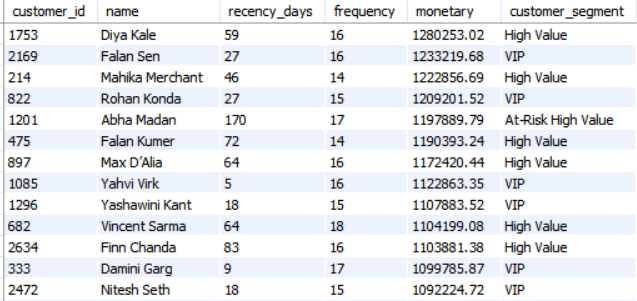 customer_id name recency_days frequency monetary customer_segment
1753 Diya Kale 59 16 1280253.02 High Value
2169 Falan Sen 27 16 1233219.68 VIP
214 Mahika Merchant 46 14 1222856.69 High Value
822 Rohan Konda 27 15 1209201.52 VIP
1201 Abha Madan 170 17 1197889.79 At-Risk High Value
475 Falan Kumer 72 14 1190393.24 High Value
897 Max D’Alia 64 16 1172420.44 High Value
1085 Yahvi Virk 5 16 1122863.35 VIP
1296 Yashawini Kant 18 15 1107883.52 VIP
682 Vincent Sarma 64 18 1104199.08 High Value
2634 Finn Chanda 83 16 1103881.38 High Value
333 Damini Garg 9 17 1099785.87 VIP
2472 Nitesh Seth 18 15 1092224.72 VIP